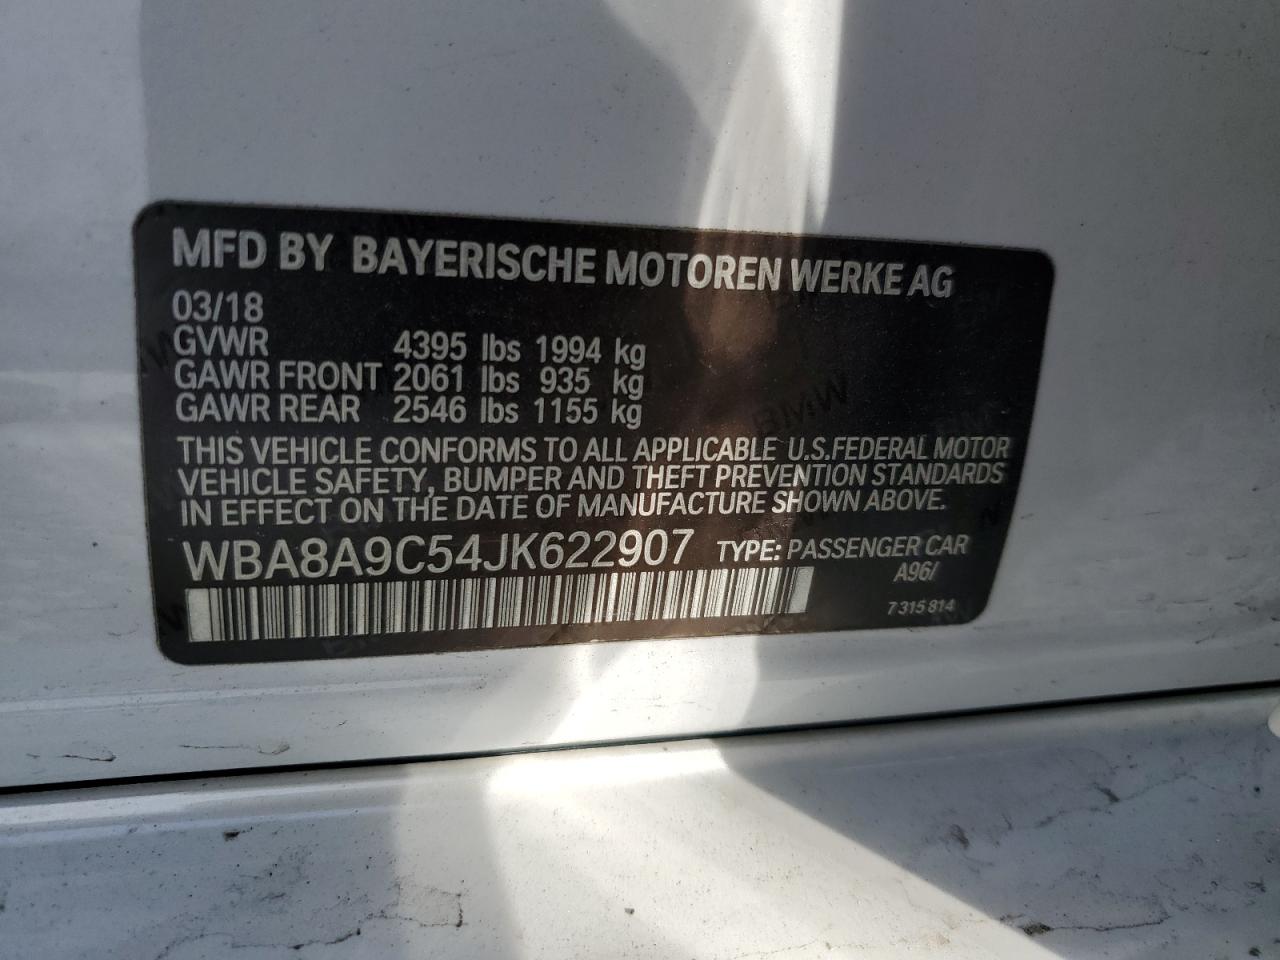 MFD BY BAYERISCHE MOTOREN WERKE AG
03/18
GVWR 4395 lbs 1994 kg
GAWR FRONT 2061 lbs 935 kg
GAWR REAR 2546 lbs 1155 kg
THIS VEHICLE CONFORMS TO ALL APPLICABLE U.S.FEDERAL MOTOR
VEHICLE SAFETY, BUMPER AND THEFT PREVENTION STANDARDS
IN EFFECT ON THE DATE OF MANUFACTURE SHOWN ABOVE.
WBA8A9C54JK622907 TYPE: PASSENGER CAR
A96/
7 315 814